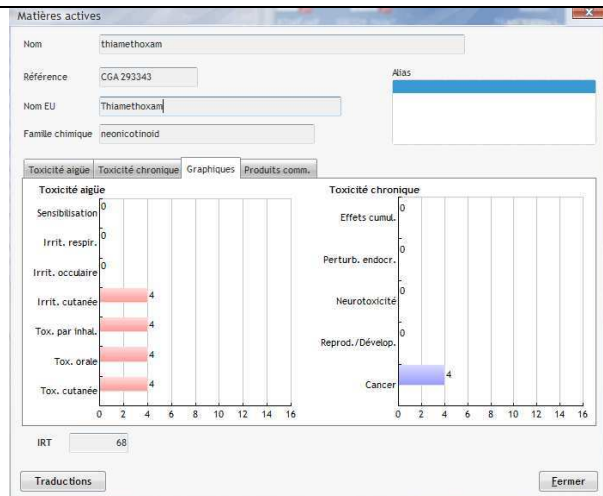 Matières actives
Nom thiamethoxam
Référence CGA 293343
Alias
Nom EU Thiamethoxam
Famille chimique neonicotinoid
Toxicité aigüe Toxicité chronique Graphiques Produits comm.
Toxicité aigüe
Sensibilisation 0
Irrit. respir. 0
Irrit. occulaire 0
Irrit. cutanée 4
Tox. par inhal. 4
Tox. orale 4
Tox. cutanée 4
0 2 4 6 8 10 12 14 16
Toxicité chronique
Effets cumul. 0
Perturb. endocr. 0
Neurotoxicité 0
Reprod./Dévelop. 0
Cancer 4
0 2 4 6 8 10 12 14 16
IRT 68
Traductions
Fermer